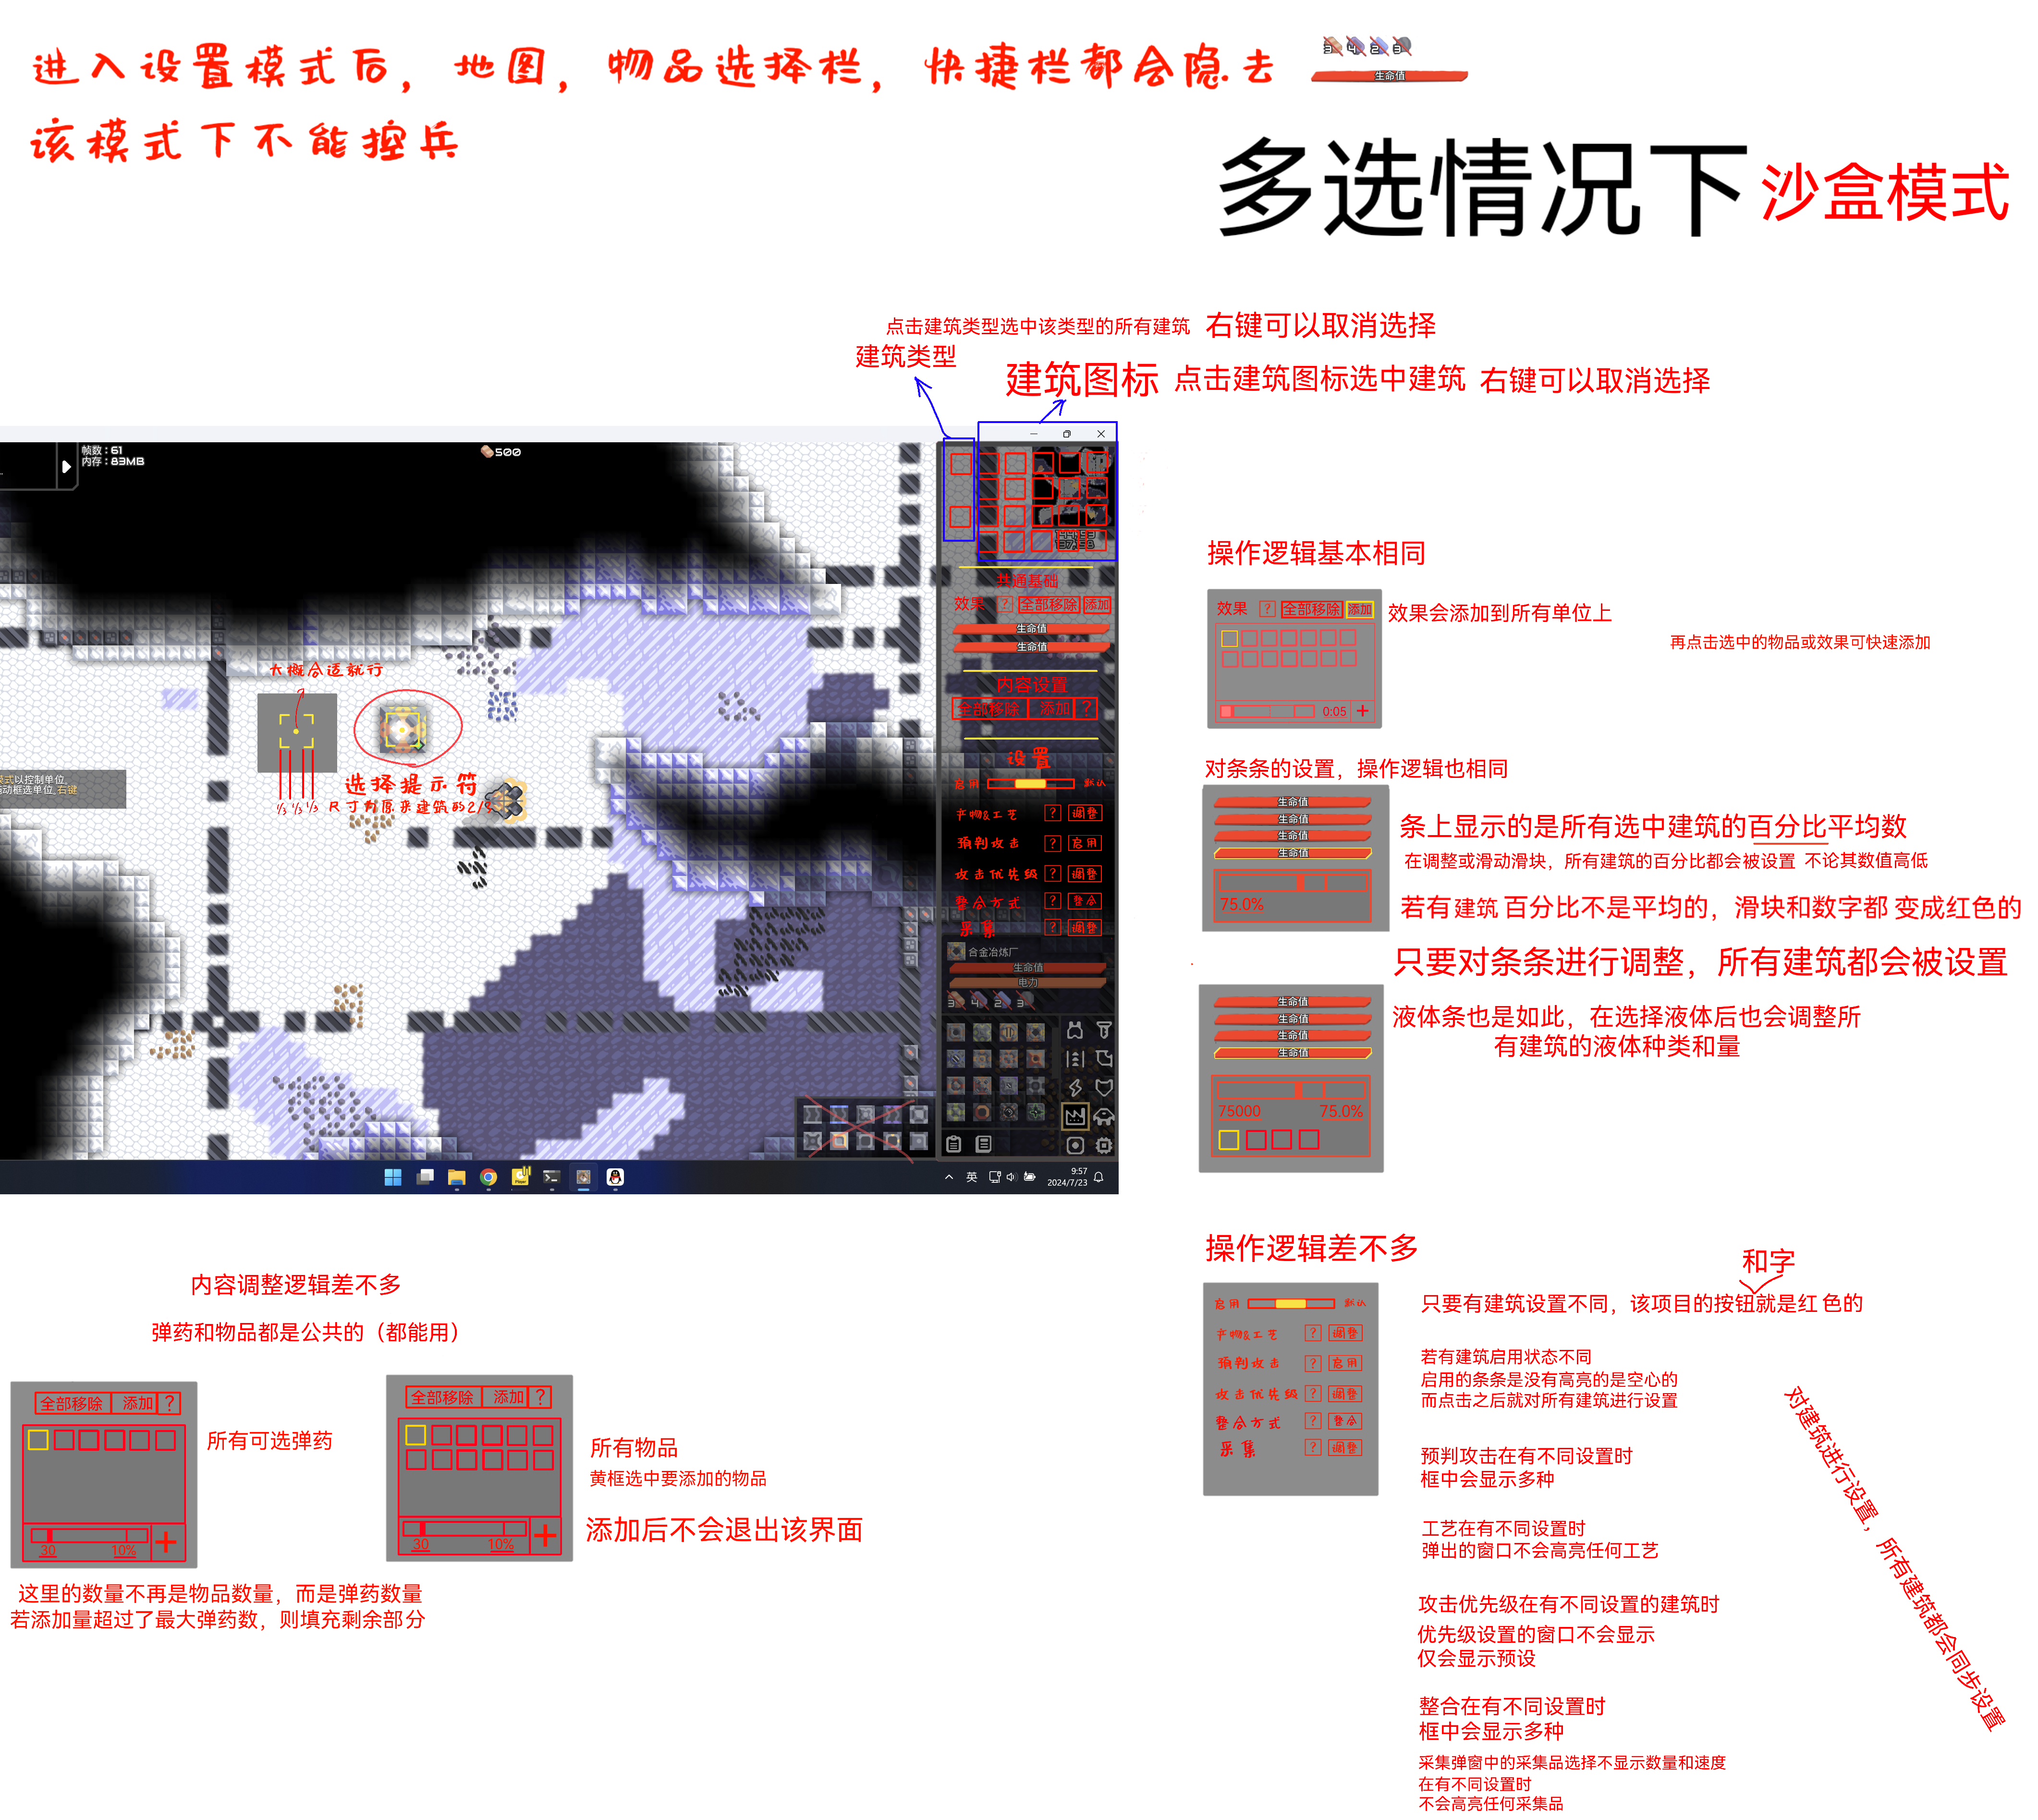 进入设置模式后，地图，物品选择栏，快捷栏都会隐去
该模式下不能控兵
3 4 2 3
生命值
多选情况下 沙盒模式
点击建筑类型选中该类型的所有建筑 右键可以取消选择
建筑类型
建筑图标 点击建筑图标选中建筑 右键可以取消选择
帧数：61
内存：83MB
500
共通基础
效果 ? 全部移除 添加
生命值
生命值
内容设置
全部移除 添加 ?
设置
启用 默认
产物&工艺 ? 调整
预判攻击 ? 启用
攻击优先级 ? 调整
整合方式 ? 整合
采集 ? 调整
合金冶炼厂
生命值
电力
3 4 2 3
大概合适就行
选择提示符
1/3 1/3 1/3 尺寸为原来建筑的2/3
模式以控制单位。
动框选单位。右键
英
9:57
2024/7/23
操作逻辑基本相同
效果 ? 全部移除 添加
效果会添加到所有单位上
再点击选中的物品或效果可快速添加
0:05 +
对条条的设置，操作逻辑也相同
生命值
生命值
生命值
生命值
75.0%
条上显示的是所有选中建筑的百分比平均数
在调整或滑动滑块，所有建筑的百分比都会被设置 不论其数值高低
若有建筑百分比不是平均的，滑块和数字都 变成红色的
只要对条条进行调整，所有建筑都会被设置
生命值
生命值
生命值
生命值
75000 75.0%
液体条也是如此，在选择液体后也会调整所
有建筑的液体种类和量
操作逻辑差不多
和字
启用 默认
产物&工艺 ? 调整
预判攻击 ? 启用
攻击优先级 ? 调整
整合方式 ? 整合
采集 ? 调整
只要有建筑设置不同，该项目的按钮就是红色的
若有建筑启用状态不同
启用的条条是没有高亮的是空心的
而点击之后就对所有建筑进行设置
预判攻击在有不同设置时
框中会显示多种
工艺在有不同设置时
弹出的窗口不会高亮任何工艺
攻击优先级在有不同设置的建筑时
优先级设置的窗口不会显示
仅会显示预设
整合在有不同设置时
框中会显示多种
采集弹窗中的采集品选择不显示数量和速度
在有不同设置时
不会高亮任何采集品
对建筑进行设置，所有建筑都会同步设置
内容调整逻辑差不多
弹药和物品都是公共的（都能用）
全部移除 添加 ?
30 10% +
所有可选弹药
全部移除 添加 ?
30 10% +
所有物品
黄框选中要添加的物品
添加后不会退出该界面
这里的数量不再是物品数量，而是弹药数量
若添加量超过了最大弹药数，则填充剩余部分